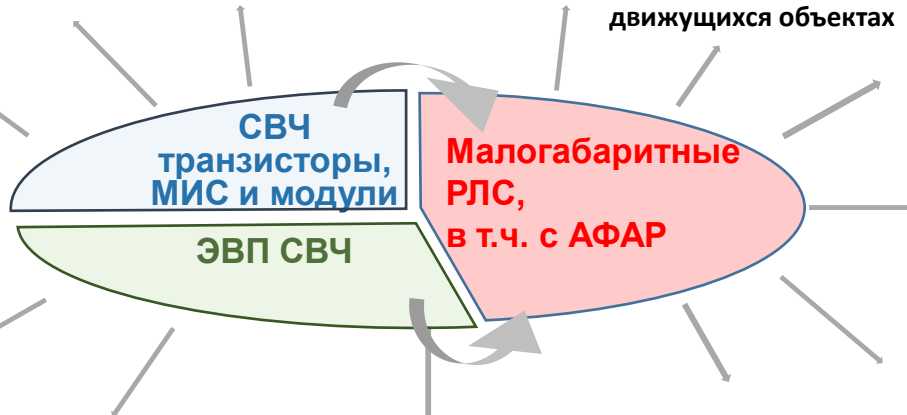 движущихся объектах
СВЧ
транзисторы,
МИС и модули
Малогабаритные
РЛС,
в т.ч. с АФАР
ЭВП СВЧ